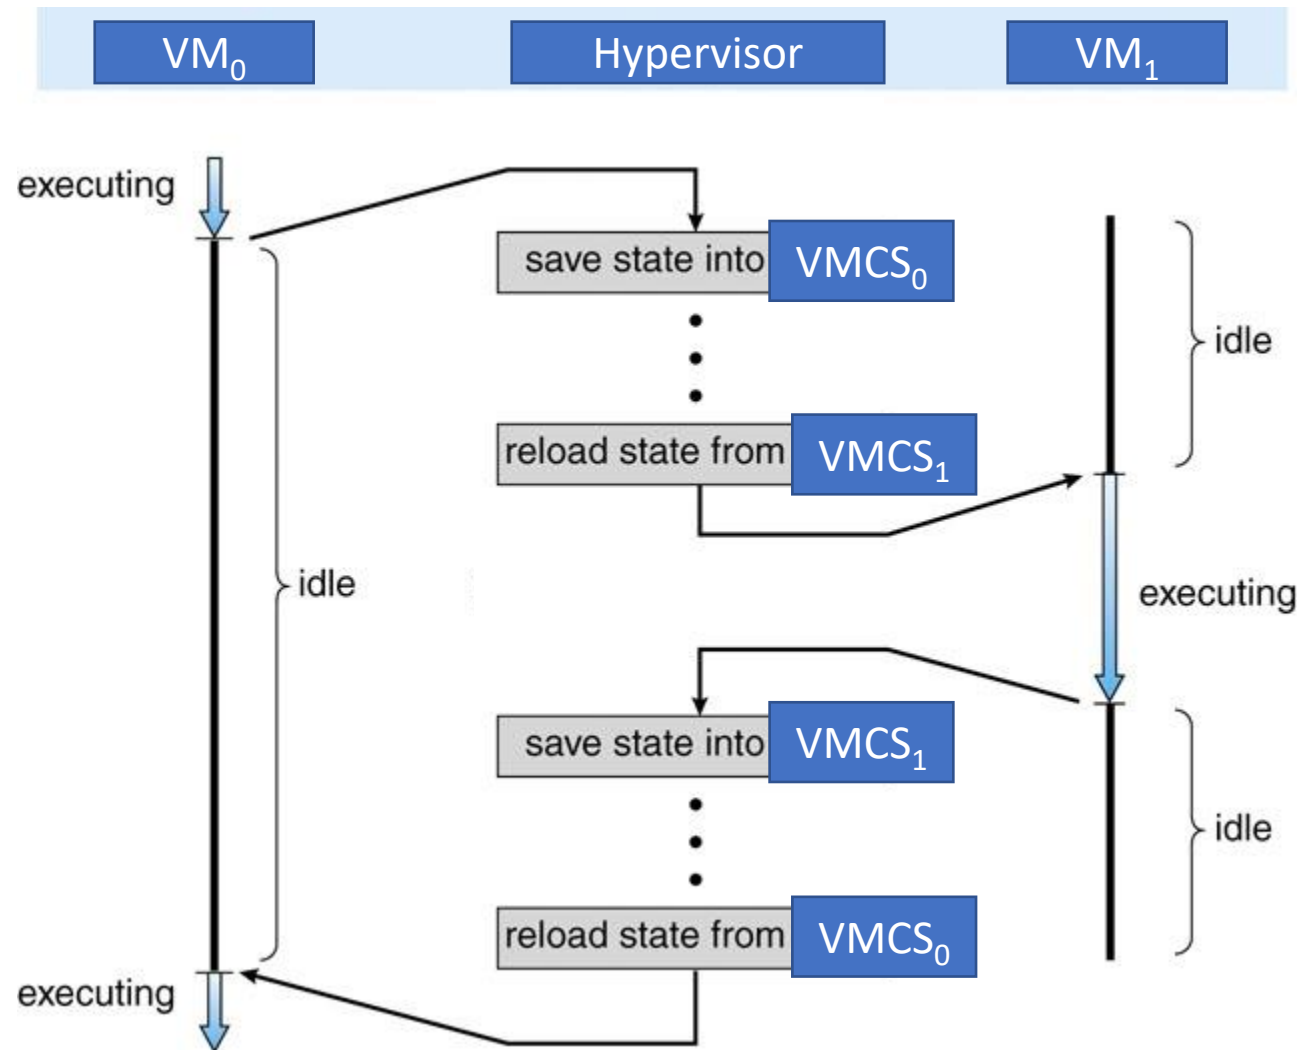 VM₀
Hypervisor
VM₁
executing
save state into VMCS₀
idle
reload state from VMCS₁
idle
executing
save state into VMCS₁
idle
reload state from VMCS₀
executing